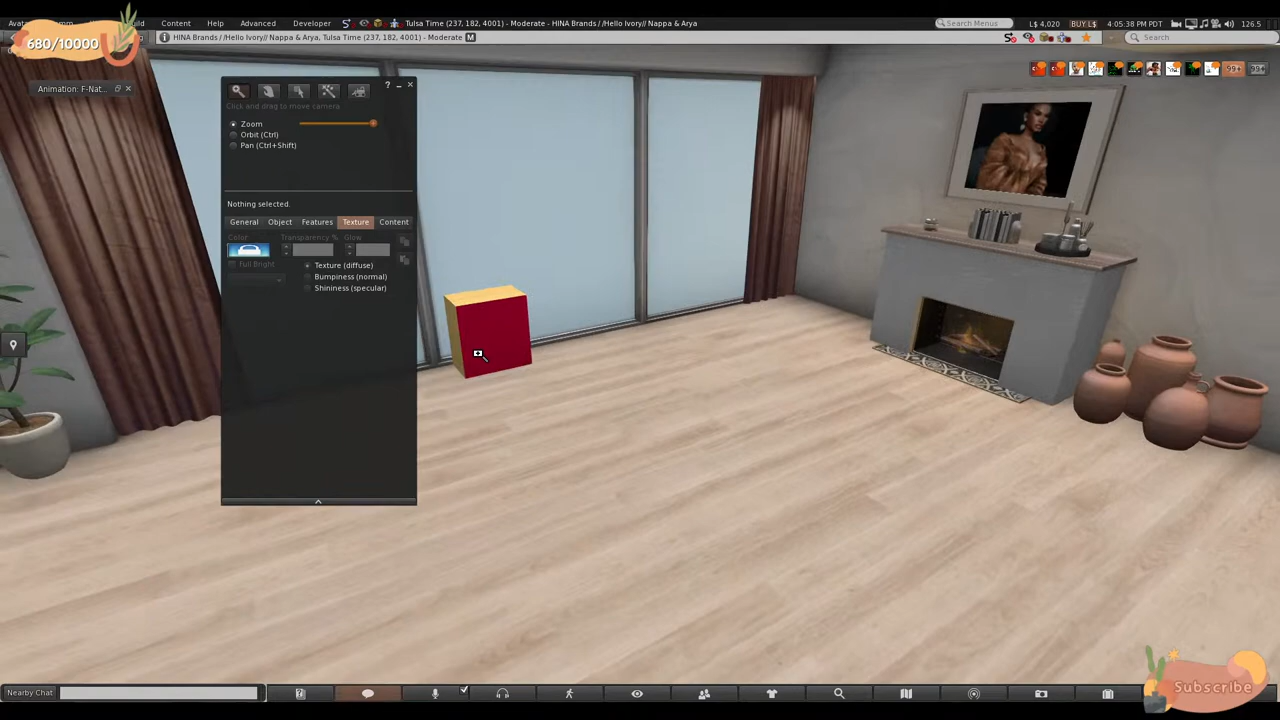 Content
Help
Advanced
Developer
Tulsa Time (237, 182, 4001) - Moderate - HINA Brands / /Hello Ivory// Nappa & Arya
Search Menus
L$ 4,020
BUY L$
4:05:38 PM PDT
126.5
680/10000
HINA Brands / /Hello Ivory// Nappa & Arya, Tulsa Time (237, 182, 4001) - Moderate
M
Search
Animation: F-Nat...
99+
Click and drag to move camera
Zoom
Orbit (Ctrl)
Pan (Ctrl+Shift)
Nothing selected.
General
Object
Features
Texture
Content
Color
Transparency %
Glow
Full Bright
Texture (diffuse)
Bumpiness (normal)
Shininess (specular)
Nearby Chat
Subscribe